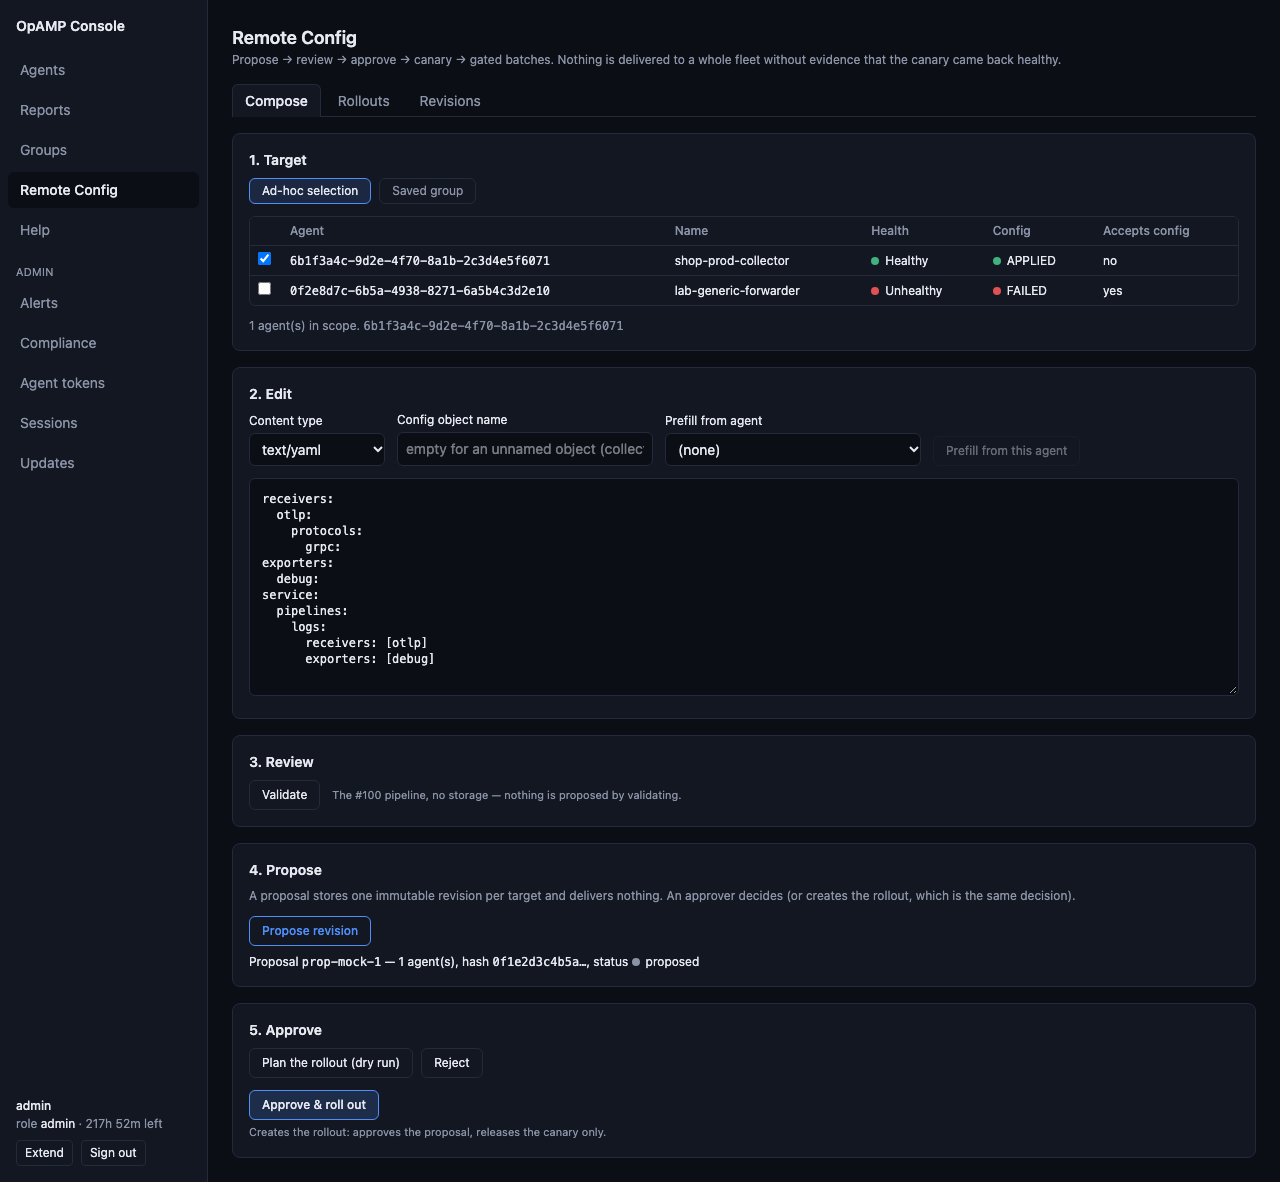 OpAMP Console
Agents
Reports
Groups
Remote Config
Help
ADMIN
Alerts
Compliance
Agent tokens
Sessions
Updates
admin
role admin · 217h 52m left
Extend
Sign out
Remote Config
Propose → review → approve → canary → gated batches. Nothing is delivered to a whole fleet without evidence that the canary came back healthy.
Compose
Rollouts
Revisions
1. Target
Ad-hoc selection
Saved group
Agent Name Health Config Accepts config
6b1f3a4c-9d2e-4f70-8a1b-2c3d4e5f6071 shop-prod-collector Healthy APPLIED no
0f2e8d7c-6b5a-4938-8271-6a5b4c3d2e10 lab-generic-forwarder Unhealthy FAILED yes
1 agent(s) in scope. 6b1f3a4c-9d2e-4f70-8a1b-2c3d4e5f6071
2. Edit
Content type
text/yaml
Config object name
empty for an unnamed object (collec
Prefill from agent
(none)
Prefill from this agent
receivers:
  otlp:
    protocols:
      grpc:
exporters:
  debug:
service:
  pipelines:
    logs:
      receivers: [otlp]
      exporters: [debug]
3. Review
Validate
The #100 pipeline, no storage — nothing is proposed by validating.
4. Propose
A proposal stores one immutable revision per target and delivers nothing. An approver decides (or creates the rollout, which is the same decision).
Propose revision
Proposal prop-mock-1 — 1 agent(s), hash 0f1e2d3c4b5a…, status proposed
5. Approve
Plan the rollout (dry run)
Reject
Approve & roll out
Creates the rollout: approves the proposal, releases the canary only.